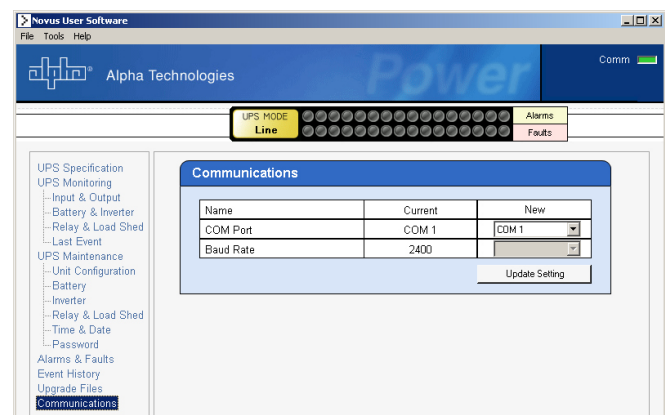 Novus User Software
File Tools Help
alpha® Alpha Technologies
Power
Comm
UPS MODE
Line
Alarms
Faults
UPS Specification
UPS Monitoring
Input & Output
Battery & Inverter
Relay & Load Shed
Last Event
UPS Maintenance
Unit Configuration
Battery
Inverter
Relay & Load Shed
Time & Date
Password
Alarms & Faults
Event History
Upgrade Files
Communications
Communications
Name Current New
COM Port COM 1 COM 1
Baud Rate 2400
Update Setting